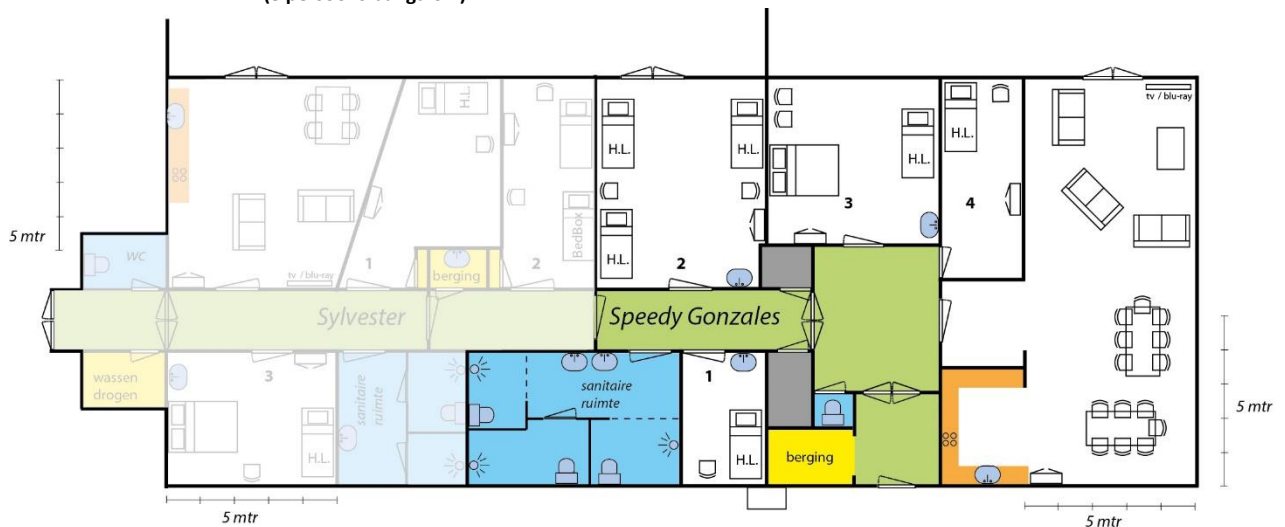 tv / blu-ray
H.L.
H.L.
H.L.
H.L.
H.L.
BedBox
H.L.
3
4
5 mtr
wc
1
berging
2
2
tv / blu-ray
Sylvester
Speedy Gonzales
wassen
drogen
3
sanitaire
ruimte
sanitaire
ruimte
1
H.L.
H.L.
berging
5 mtr
5 mtr
5 mtr